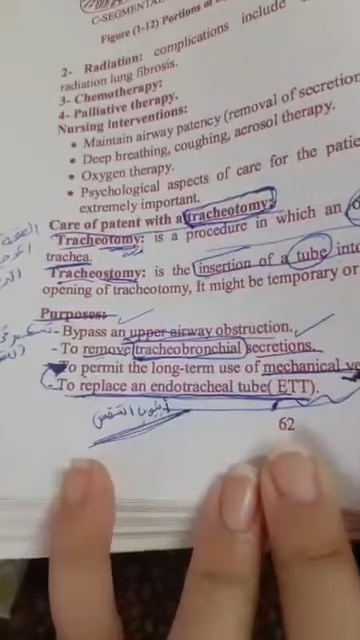 C-SEGMENTAL
Figure (1-12) Portions of
2- Radiation: complications include
radiation lung fibrosis.
3- Chemotherapy:
4- Palliative therapy.
Nursing interventions:
• Maintain airway patency (removal of secretion
• Deep breathing, coughing, aerosol therapy.
• Oxygen therapy.
• Psychological aspects of care for the patie
extremely important.
Care of patent with a tracheotomy:
Tracheotomy: is a procedure in which an
trachea.
Tracheostomy: is the insertion of a tube into
opening of tracheotomy, It might be temporary or
Purposes:
- Bypass an upper airway obstruction.
- To remove tracheobronchial secretions.
To permit the long-term use of mechanical ve
- To replace an endotracheal tube( ETT).
62